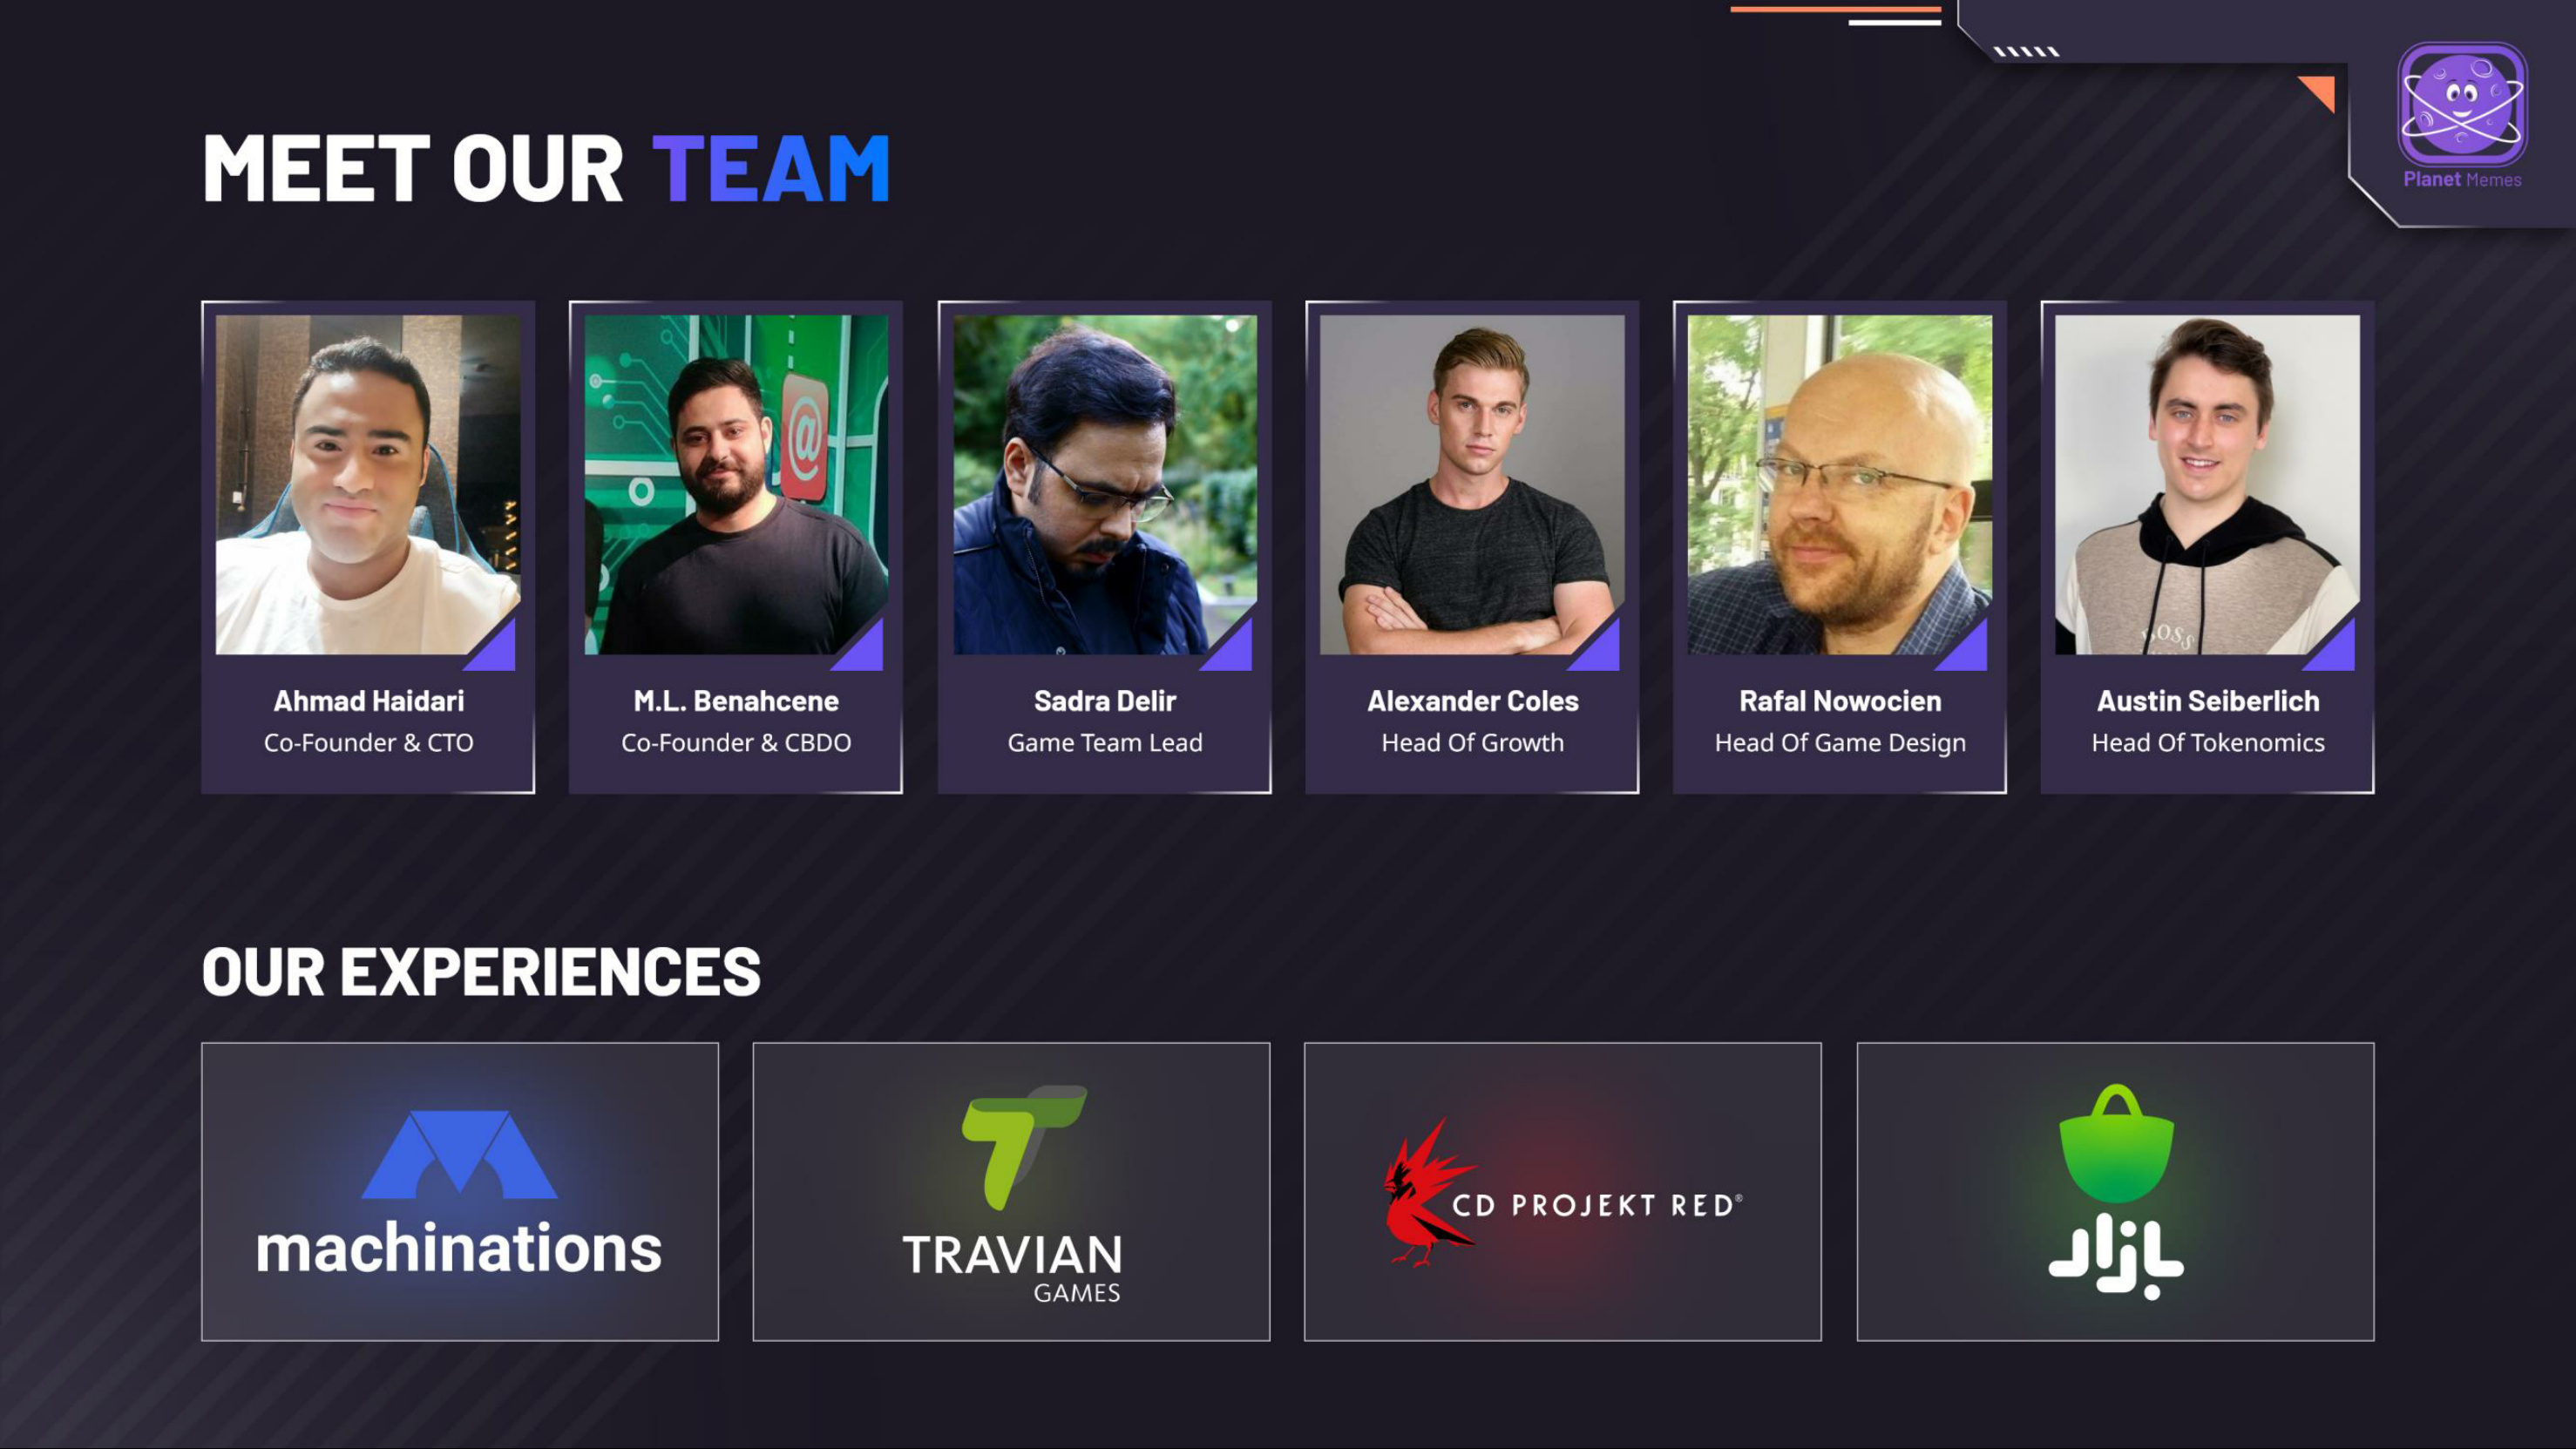 Planet Memes
MEET OUR TEAM
@
BOSS
Ahmad Haidari
Co-Founder & CTO
M.L. Benahcene
Co-Founder & CBDO
Sadra Delir
Game Team Lead
Alexander Coles
Head Of Growth
Rafal Nowocien
Head Of Game Design
Austin Seiberlich
Head Of Tokenomics
OUR EXPERIENCES
machinations
TRAVIAN
GAMES
CD PROJEKT RED®
بازار